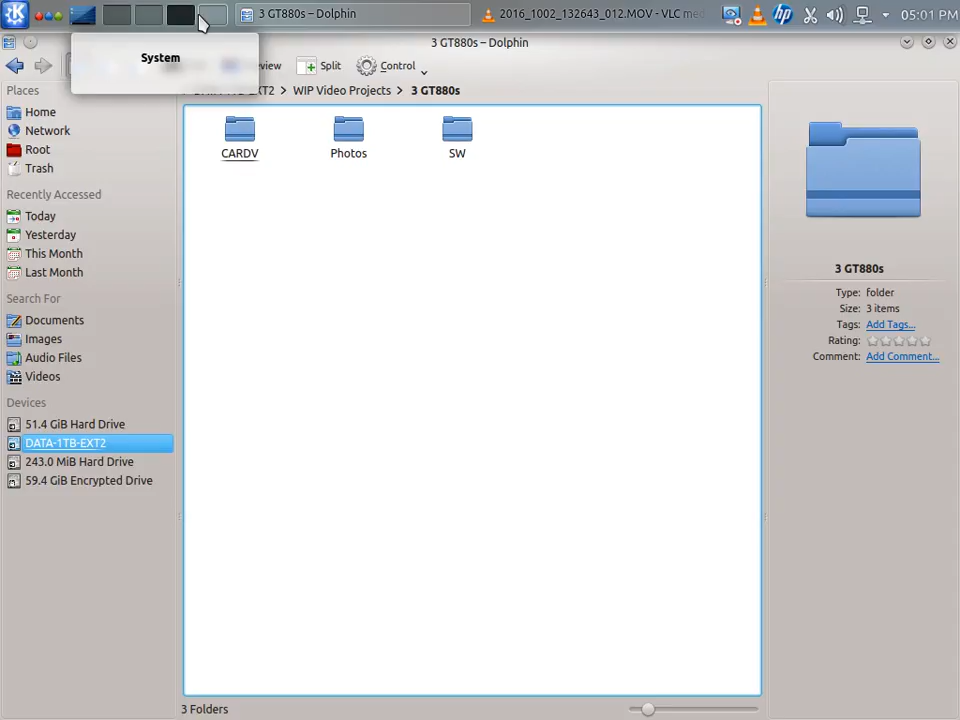 3 GT880s – Dolphin
2016_1002_132643_012.MOV - VLC med
05:01 PM
System
3 GT880s – Dolphin
Split
Control
WIP Video Projects > 3 GT880s
Places
Home
Network
Root
Trash
Recently Accessed
Today
Yesterday
This Month
Last Month
Search For
Documents
Images
Audio Files
Videos
Devices
51.4 GiB Hard Drive
DATA-1TB-EXT2
243.0 MiB Hard Drive
59.4 GiB Encrypted Drive
CARDV
Photos
SW
3 GT880s
Type: folder
Size: 3 items
Tags: Add Tags...
Rating:
Comment: Add Comment...
3 Folders